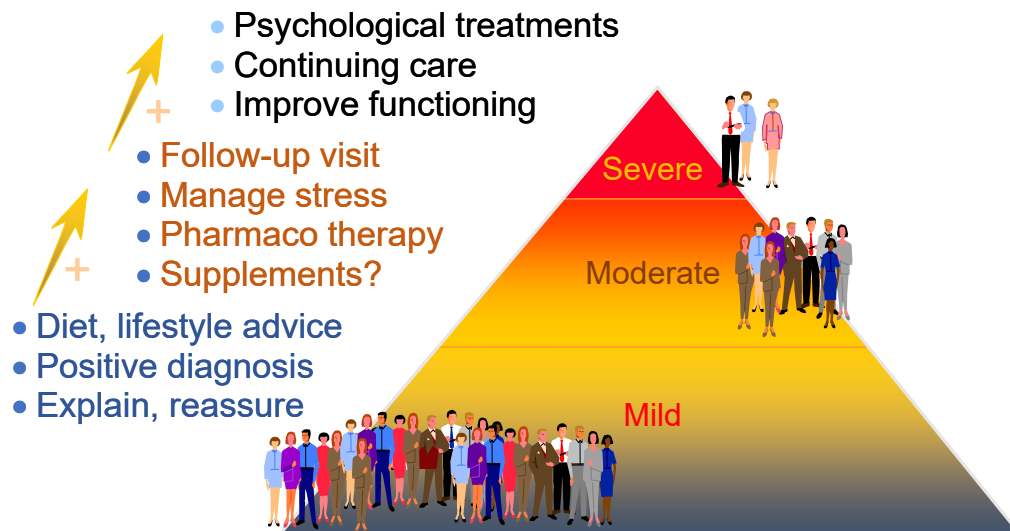 • Psychological treatments
• Continuing care
• Improve functioning
+
• Follow-up visit
• Manage stress
• Pharmaco therapy
• Supplements?
+
• Diet, lifestyle advice
• Positive diagnosis
• Explain, reassure
Severe
Moderate
Mild